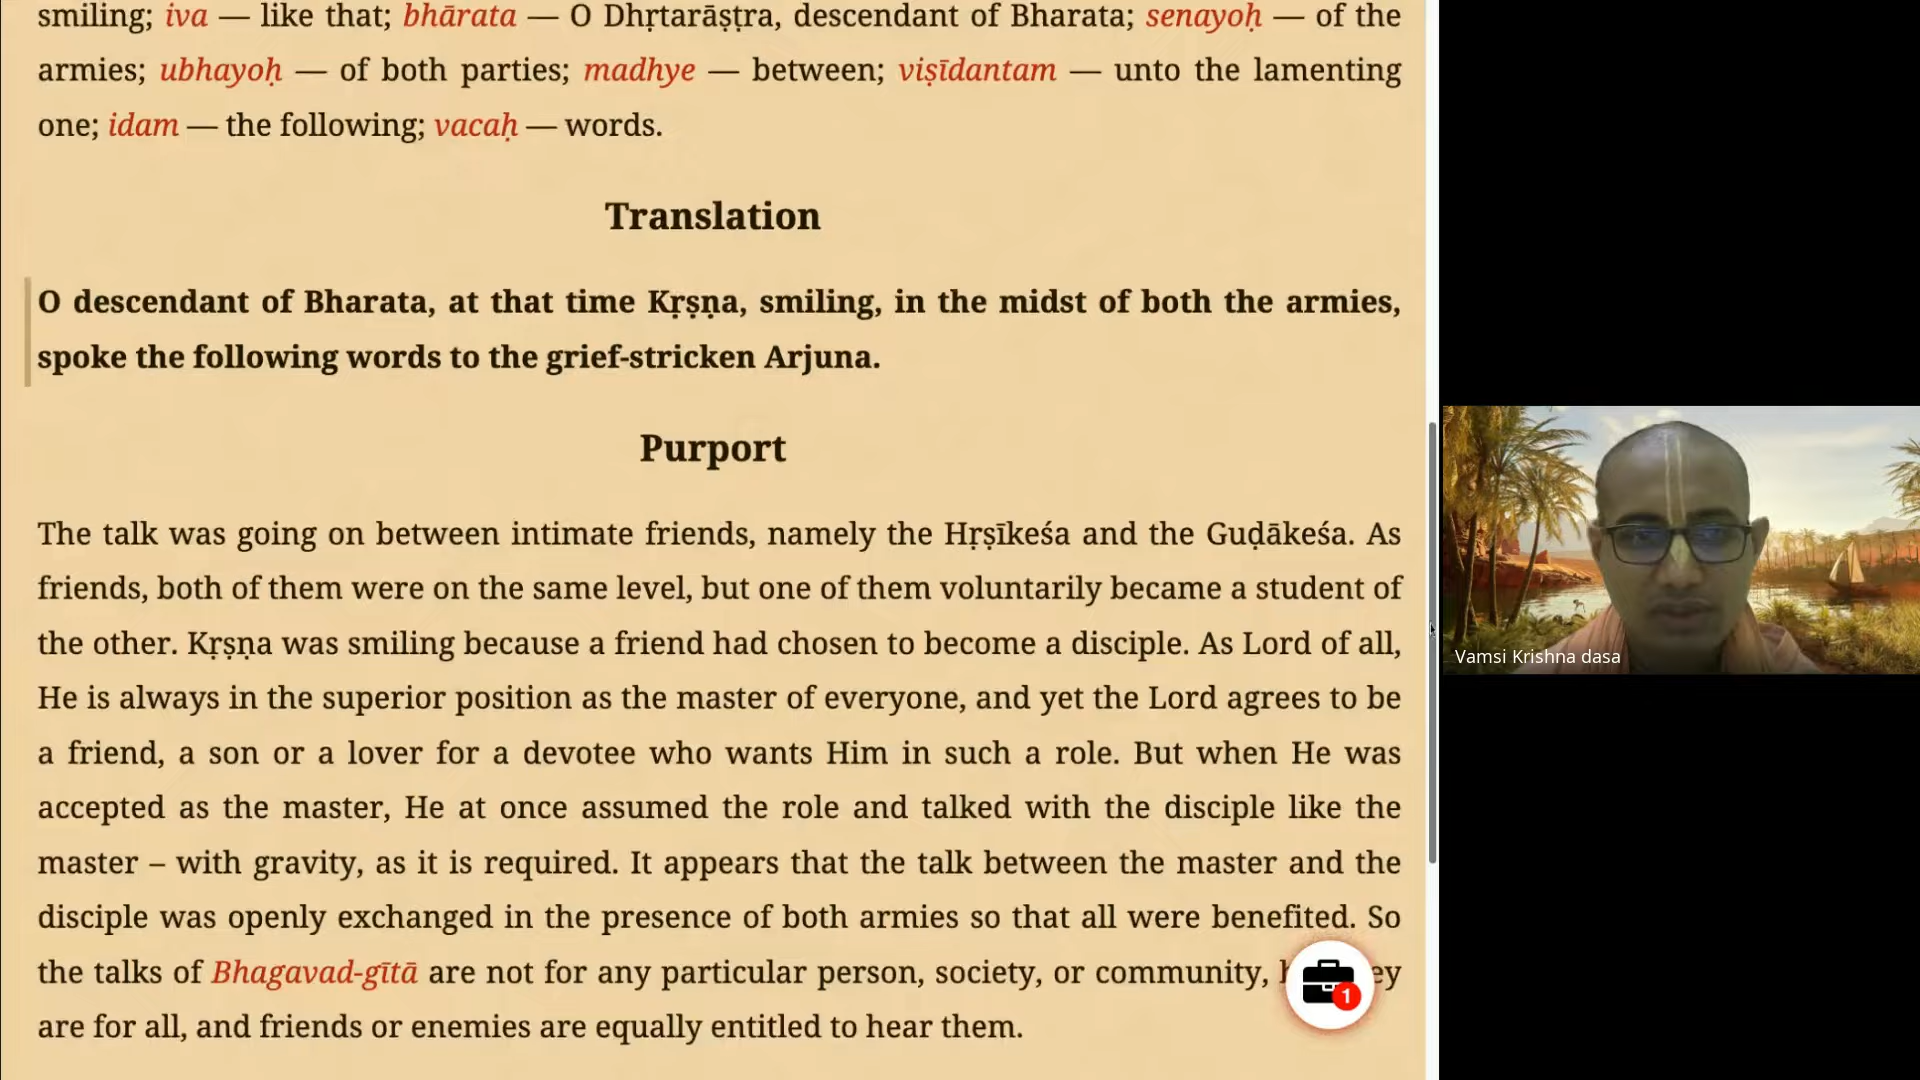 smiling; iva — like that; bhārata — O Dhṛtarāṣṭra, descendant of Bharata; senayoḥ — of the
armies; ubhayoḥ — of both parties; madhye — between; viṣīdantam — unto the lamenting
one; idam — the following; vacaḥ — words.
Translation
O descendant of Bharata, at that time Kṛṣṇa, smiling, in the midst of both the armies,
spoke the following words to the grief-stricken Arjuna.
Purport
The talk was going on between intimate friends, namely the Hṛṣīkeśa and the Guḍākeśa. As
friends, both of them were on the same level, but one of them voluntarily became a student of
the other. Kṛṣṇa was smiling because a friend had chosen to become a disciple. As Lord of all,
He is always in the superior position as the master of everyone, and yet the Lord agrees to be
a friend, a son or a lover for a devotee who wants Him in such a role. But when He was
accepted as the master, He at once assumed the role and talked with the disciple like the
master – with gravity, as it is required. It appears that the talk between the master and the
disciple was openly exchanged in the presence of both armies so that all were benefited. So
the talks of Bhagavad-gītā are not for any particular person, society, or community,
are for all, and friends or enemies are equally entitled to hear them.
1
Vamsi Krishna dasa